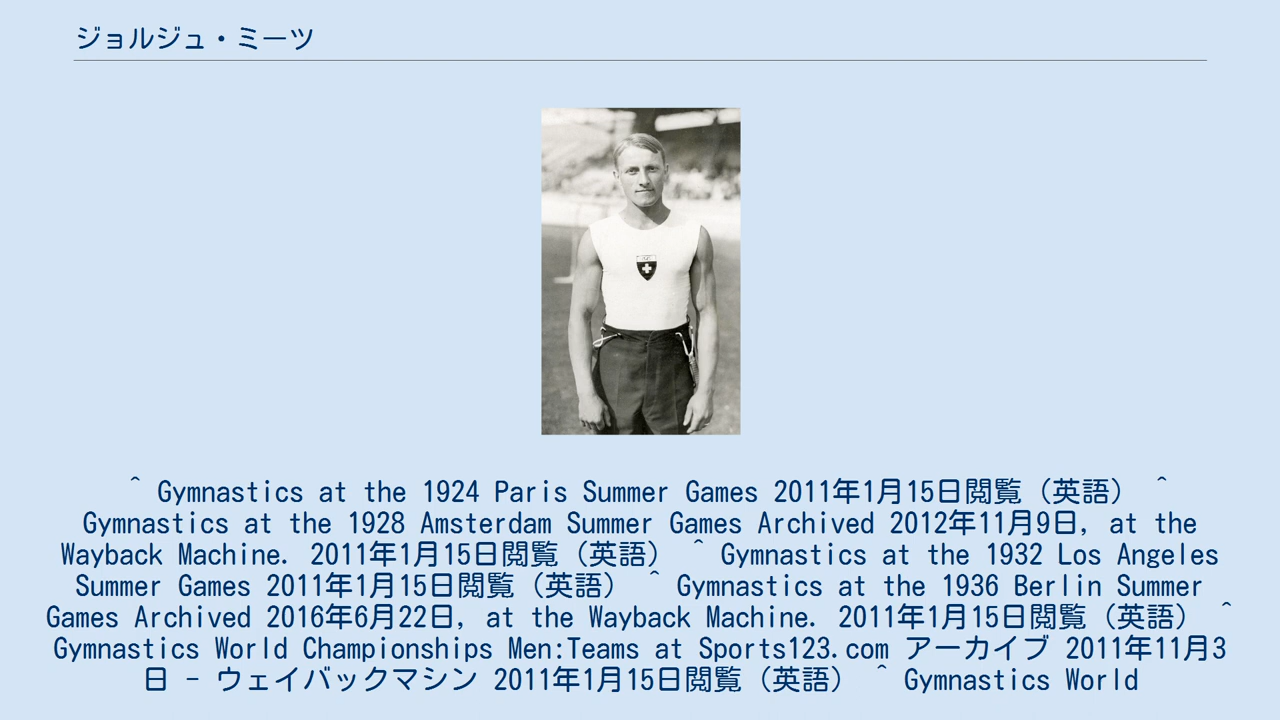 ジョルジュ・ミーツ
^ Gymnastics at the 1924 Paris Summer Games 2011年1月15日閲覧（英語） ^
Gymnastics at the 1928 Amsterdam Summer Games Archived 2012年11月9日, at the
Wayback Machine. 2011年1月15日閲覧（英語） ^ Gymnastics at the 1932 Los Angeles
Summer Games 2011年1月15日閲覧（英語） ^ Gymnastics at the 1936 Berlin Summer
Games Archived 2016年6月22日, at the Wayback Machine. 2011年1月15日閲覧（英語） ^
Gymnastics World Championships Men:Teams at Sports123.com アーカイブ 2011年11月3
日 - ウェイバックマシン 2011年1月15日閲覧（英語） ^ Gymnastics World